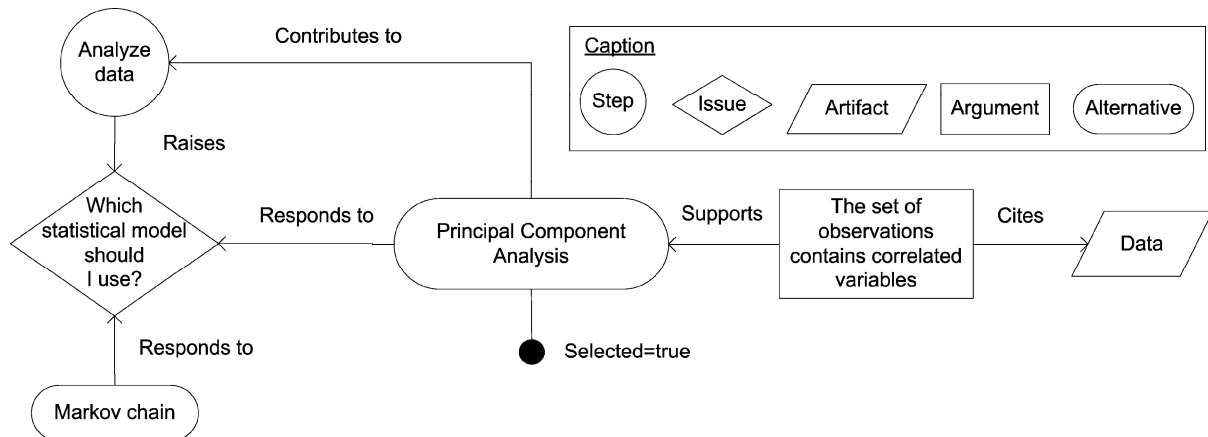 Contributes to
Analyze
data
Caption
Step
Issue
Artifact
Argument
Alternative
Raises
Which
statistical model
should
I use?
Responds to
Principal Component
Analysis
Supports
The set of
observations
contains correlated
variables
Cites
Data
Responds to
Selected=true
Markov chain